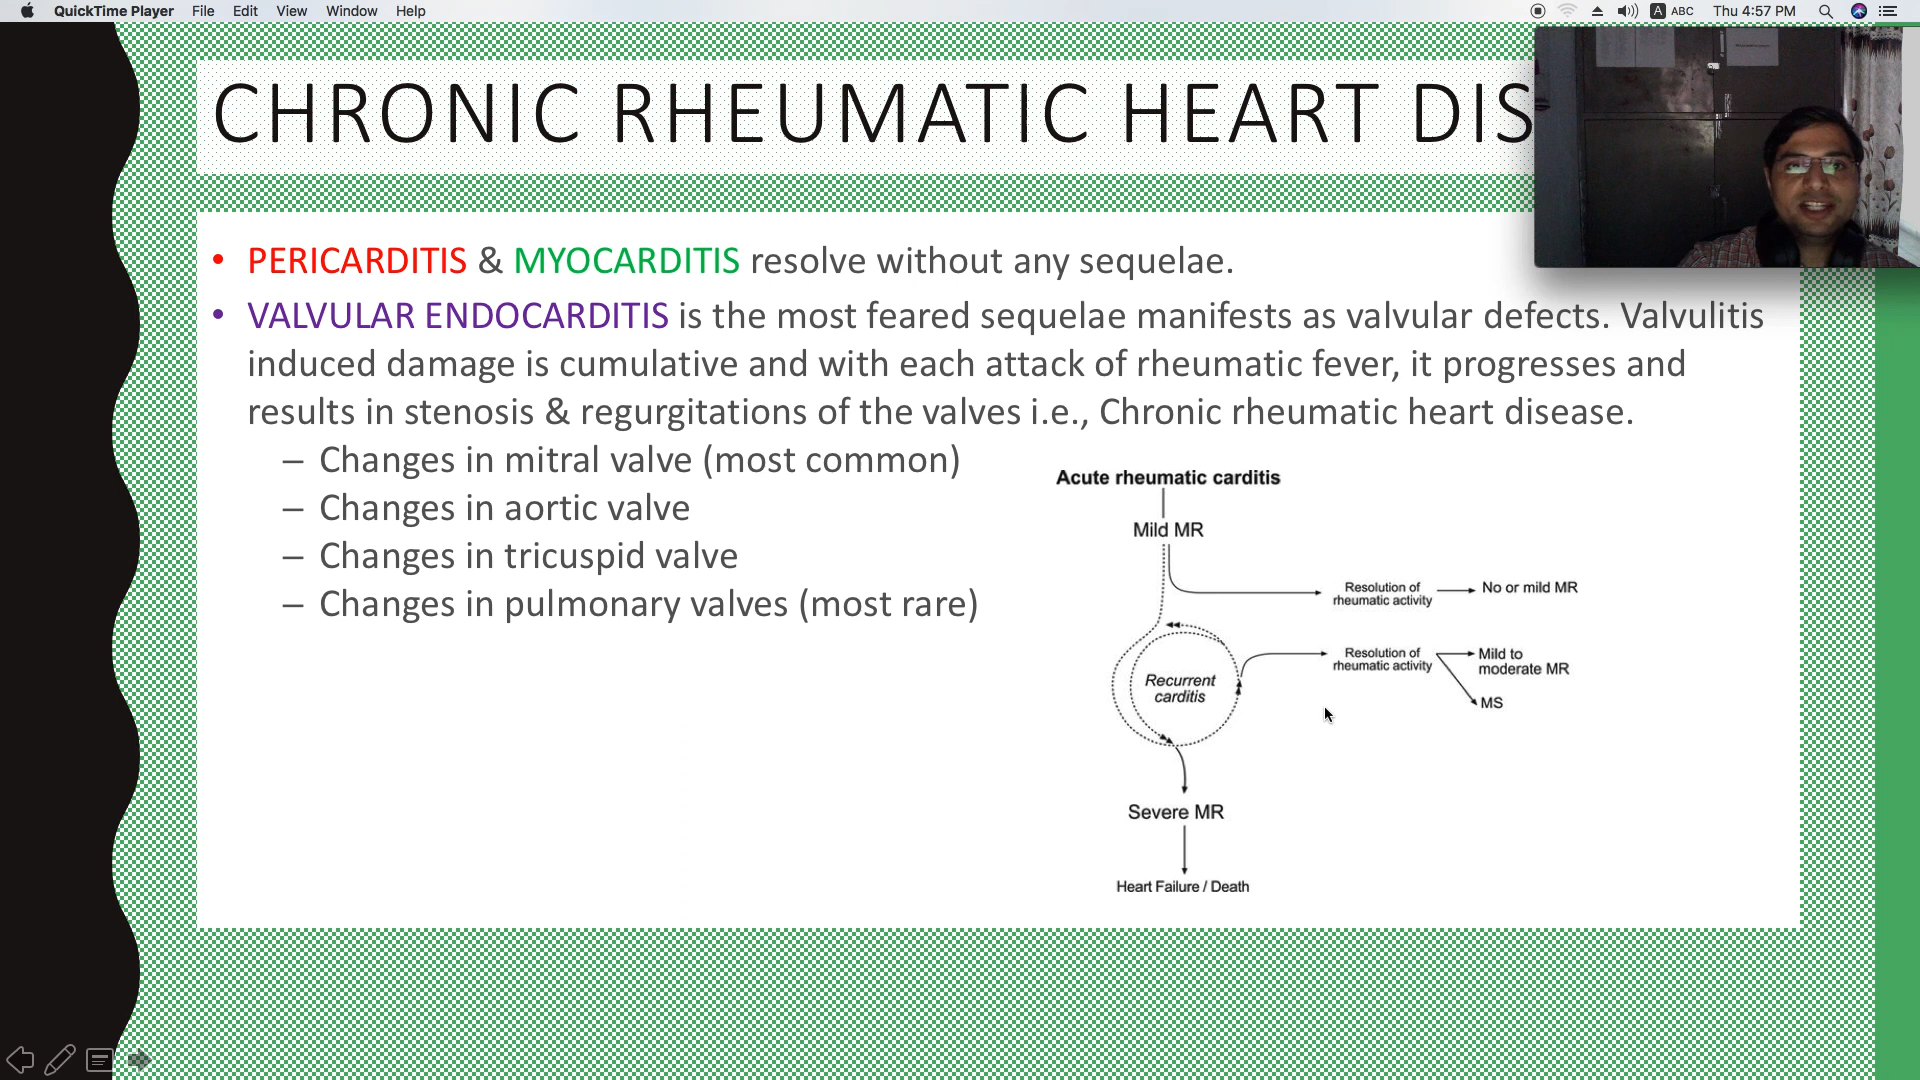 QuickTime Player File Edit View Window Help
A ABC Thu 4:57 PM
CHRONIC RHEUMATIC HEART DIS
• PERICARDITIS & MYOCARDITIS resolve without any sequelae.
• VALVULAR ENDOCARDITIS is the most feared sequelae manifests as valvular defects. Valvulitis
induced damage is cumulative and with each attack of rheumatic fever, it progresses and
results in stenosis & regurgitations of the valves i.e., Chronic rheumatic heart disease.
– Changes in mitral valve (most common)
– Changes in aortic valve
– Changes in tricuspid valve
– Changes in pulmonary valves (most rare)
Acute rheumatic carditis
Mild MR
Resolution of
rheumatic activity
No or mild MR
Recurrent
carditis
Resolution of
rheumatic activity
Mild to
moderate MR
MS
Severe MR
Heart Failure / Death